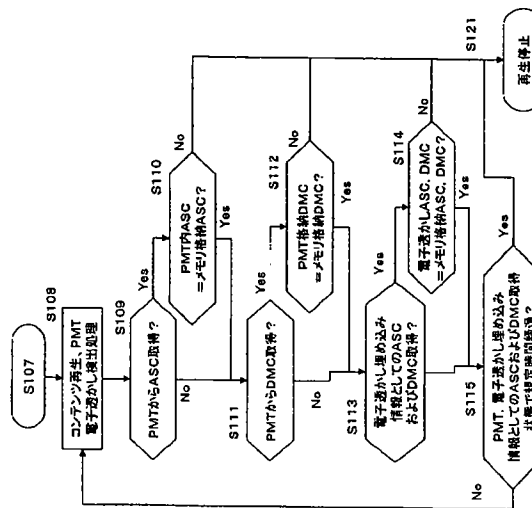 S107
S108
コンテンツ再生、PMT
電子透かし検出処理
S109
PMTからASC取得?
Yes
No
S110
PMT内ASC
=メモリ格納ASC?
No
Yes
S111
PMTからDMC取得?
Yes
No
S112
PMT格納DMC
=メモリ格納DMC?
No
Yes
S113
電子透かし埋め込み
情報としてのASC
およびDMC取得?
Yes
S114
電子透かしASC, DMC
=メモリ格納ASC, DMC?
No
Yes
S115
PMT, 電子透かし埋め込み
情報としてのASCおよびDMC取得
状態で規定時間経過?
No
Yes
S121
再生停止